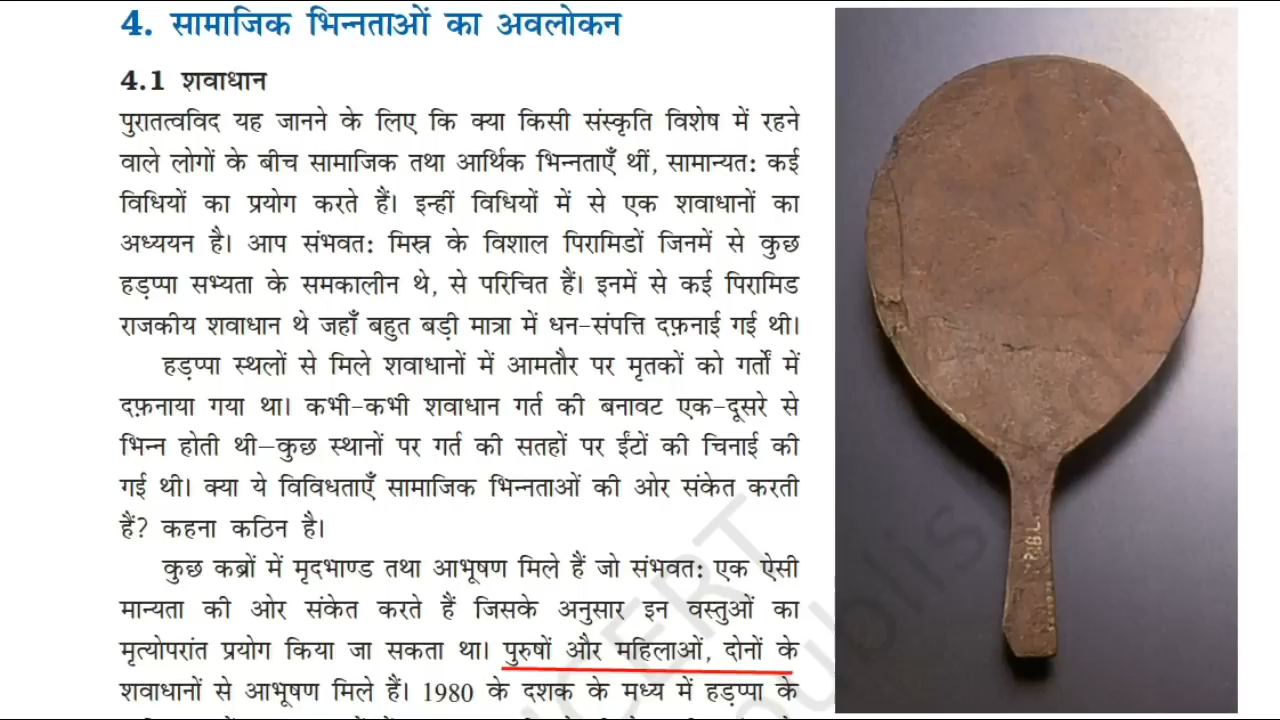 4. सामाजिक भिन्नताओं का अवलोकन
4.1 शवाधान
पुरातत्वविद यह जानने के लिए कि क्या किसी संस्कृति विशेष में रहने
वाले लोगों के बीच सामाजिक तथा आर्थिक भिन्नताएँ थीं, सामान्यत: कई
विधियों का प्रयोग करते हैं। इन्हीं विधियों में से एक शवाधानों का
अध्ययन है। आप संभवत: मिस्र के विशाल पिरामिडों जिनमें से कुछ
हड़प्पा सभ्यता के समकालीन थे, से परिचित हैं। इनमें से कई पिरामिड
राजकीय शवाधान थे जहाँ बहुत बड़ी मात्रा में धन-संपत्ति दफ़नाई गई थी।
हड़प्पा स्थलों से मिले शवाधानों में आमतौर पर मृतकों को गर्तों में
दफ़नाया गया था। कभी-कभी शवाधान गर्त की बनावट एक-दूसरे से
भिन्न होती थी–कुछ स्थानों पर गर्त की सतहों पर ईंटों की चिनाई की
गई थी। क्या ये विविधताएँ सामाजिक भिन्नताओं की ओर संकेत करती
हैं? कहना कठिन है।
कुछ कब्रों में मृदभाण्ड तथा आभूषण मिले हैं जो संभवत: एक ऐसी
मान्यता की ओर संकेत करते हैं जिसके अनुसार इन वस्तुओं का
मृत्योपरांत प्रयोग किया जा सकता था। पुरुषों और महिलाओं, दोनों के
शवाधानों से आभूषण मिले हैं। 1980 के दशक के मध्य में हड़प्पा के
NCERT